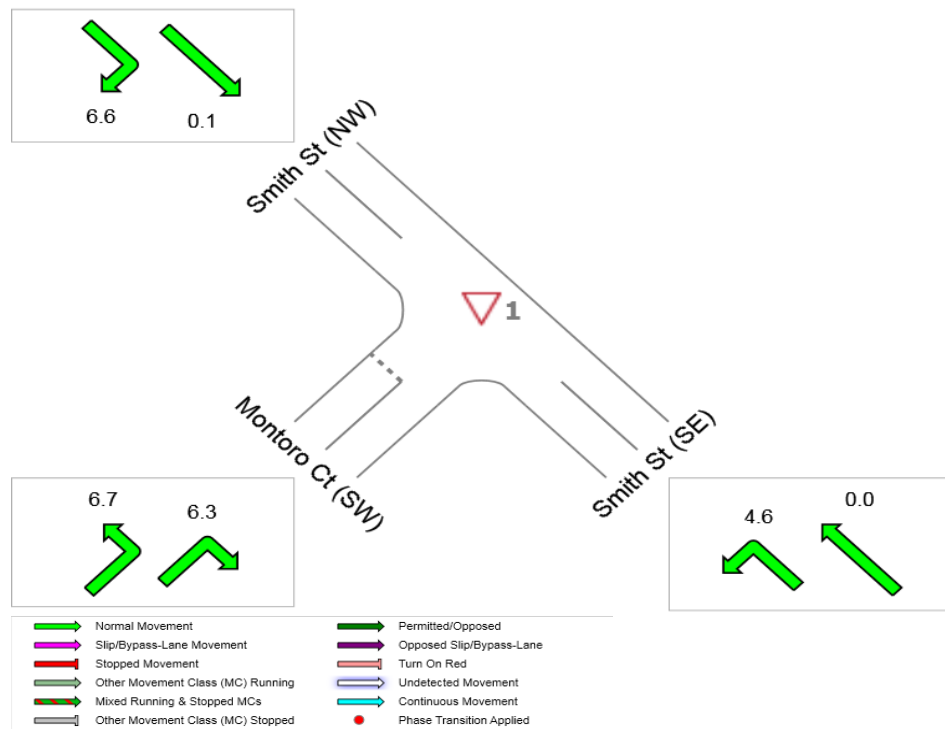 6.6
0.1
Smith St (NW)
1
Montoro Ct (SW)
Smith St (SE)
6.7
6.3
4.6
0.0
Normal Movement
Slip/Bypass-Lane Movement
Stopped Movement
Other Movement Class (MC) Running
Mixed Running & Stopped MCs
Other Movement Class (MC) Stopped
Permitted/Opposed
Opposed Slip/Bypass-Lane
Turn On Red
Undetected Movement
Continuous Movement
Phase Transition Applied